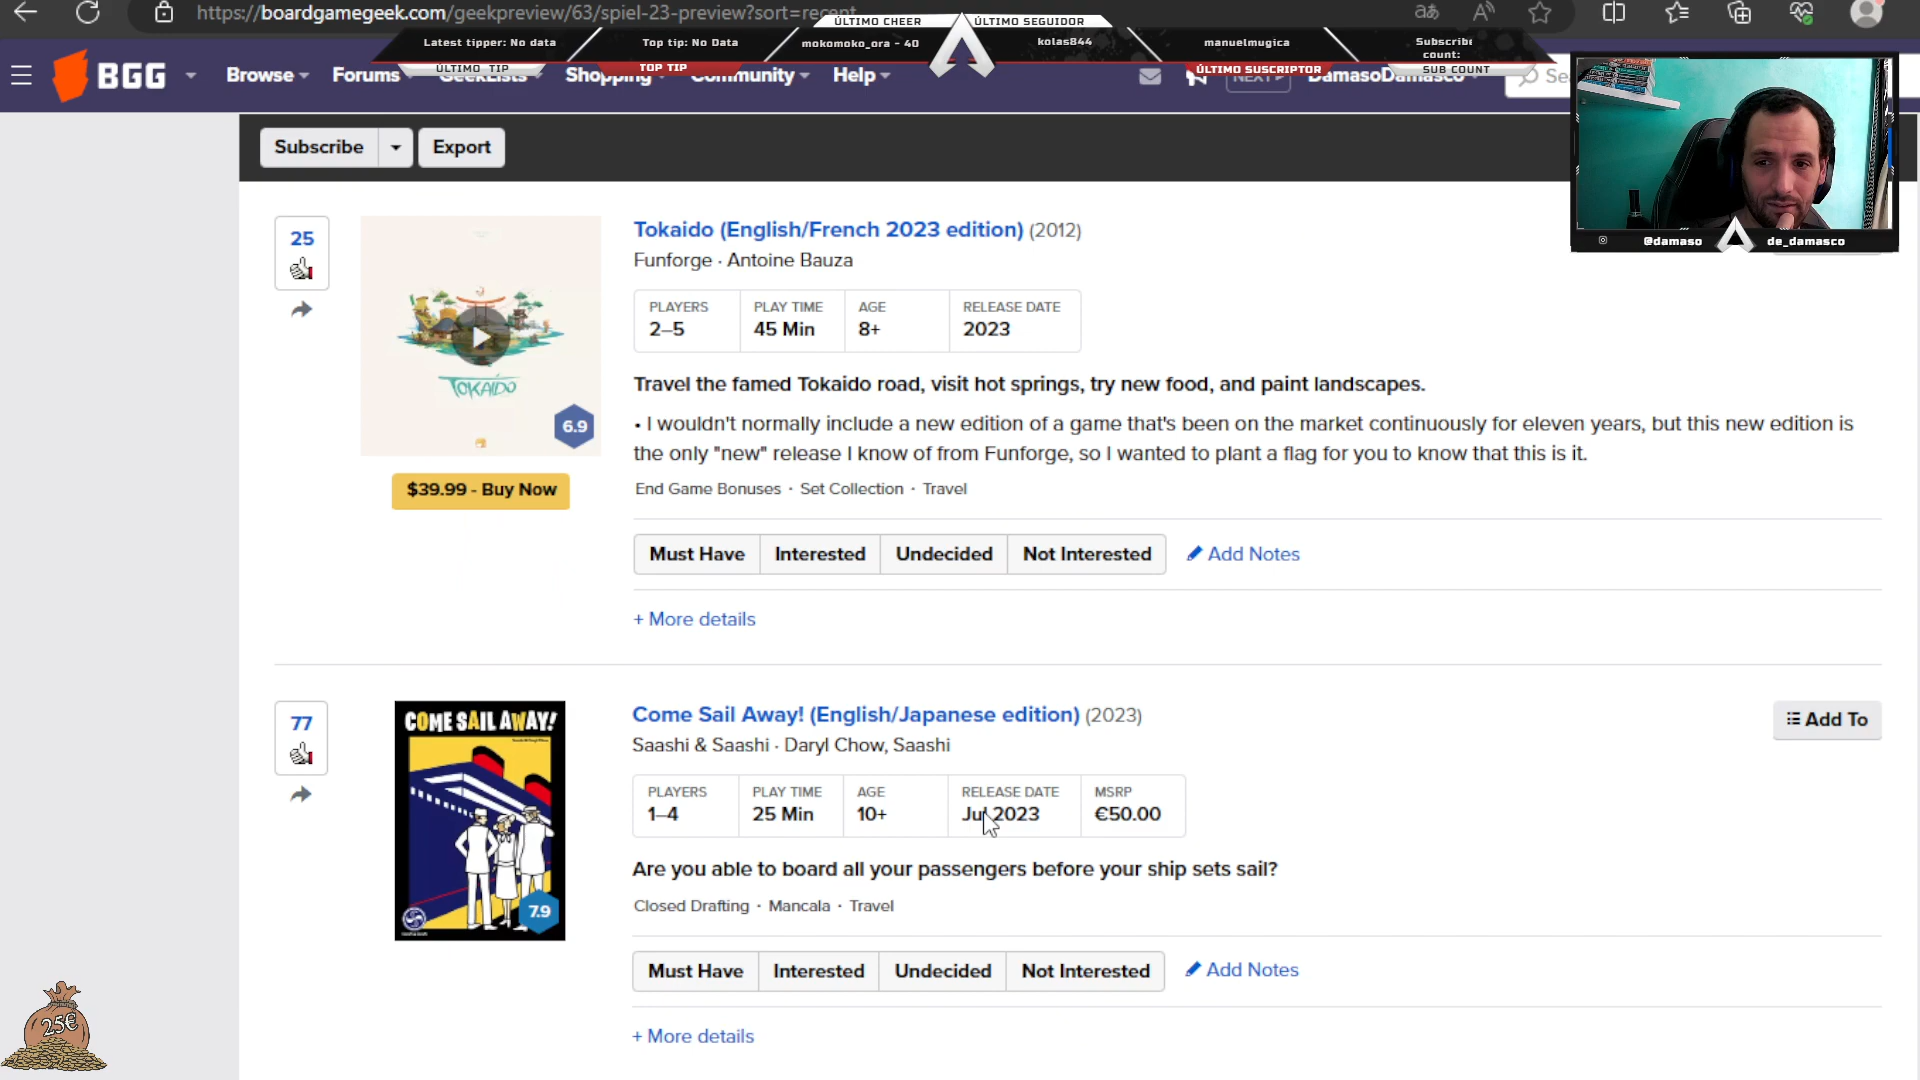 https://boardgamegeek.com/geekpreview/63/spiel-23-preview?sort=recent
ÚLTIMO CHEER
ÚLTIMO SEGUIDOR
Latest tipper: No data
Top tip: No Data
mokomoko_ora - 40
kolas844
manuelmugica
Subscribe count:
ÚLTIMO TIP
TOP TIP
ÚLTIMO SUSCRIPTOR
SUB COUNT
BGG
Browse
Forums
GeekLists
Shopping
Community
Help
NEXT
DamasoDamasco
Se
Subscribe
Export
@damaso
de_damasco
25
Tokaido (English/French 2023 edition) (2012)
Funforge · Antoine Bauza
PLAYERS
2–5
PLAY TIME
45 Min
AGE
8+
RELEASE DATE
2023
TOKAIDO
6.9
Travel the famed Tokaido road, visit hot springs, try new food, and paint landscapes.
• I wouldn't normally include a new edition of a game that's been on the market continuously for eleven years, but this new edition is
the only "new" release I know of from Funforge, so I wanted to plant a flag for you to know that this is it.
$39.99 - Buy Now
End Game Bonuses · Set Collection · Travel
Must Have
Interested
Undecided
Not Interested
Add Notes
+ More details
77
COME SAIL AWAY!
7.9
Come Sail Away! (English/Japanese edition) (2023)
Add To
Saashi & Saashi · Daryl Chow, Saashi
PLAYERS
1–4
PLAY TIME
25 Min
AGE
10+
RELEASE DATE
Jul 2023
MSRP
€50.00
Are you able to board all your passengers before your ship sets sail?
Closed Drafting · Mancala · Travel
Must Have
Interested
Undecided
Not Interested
Add Notes
+ More details
25€